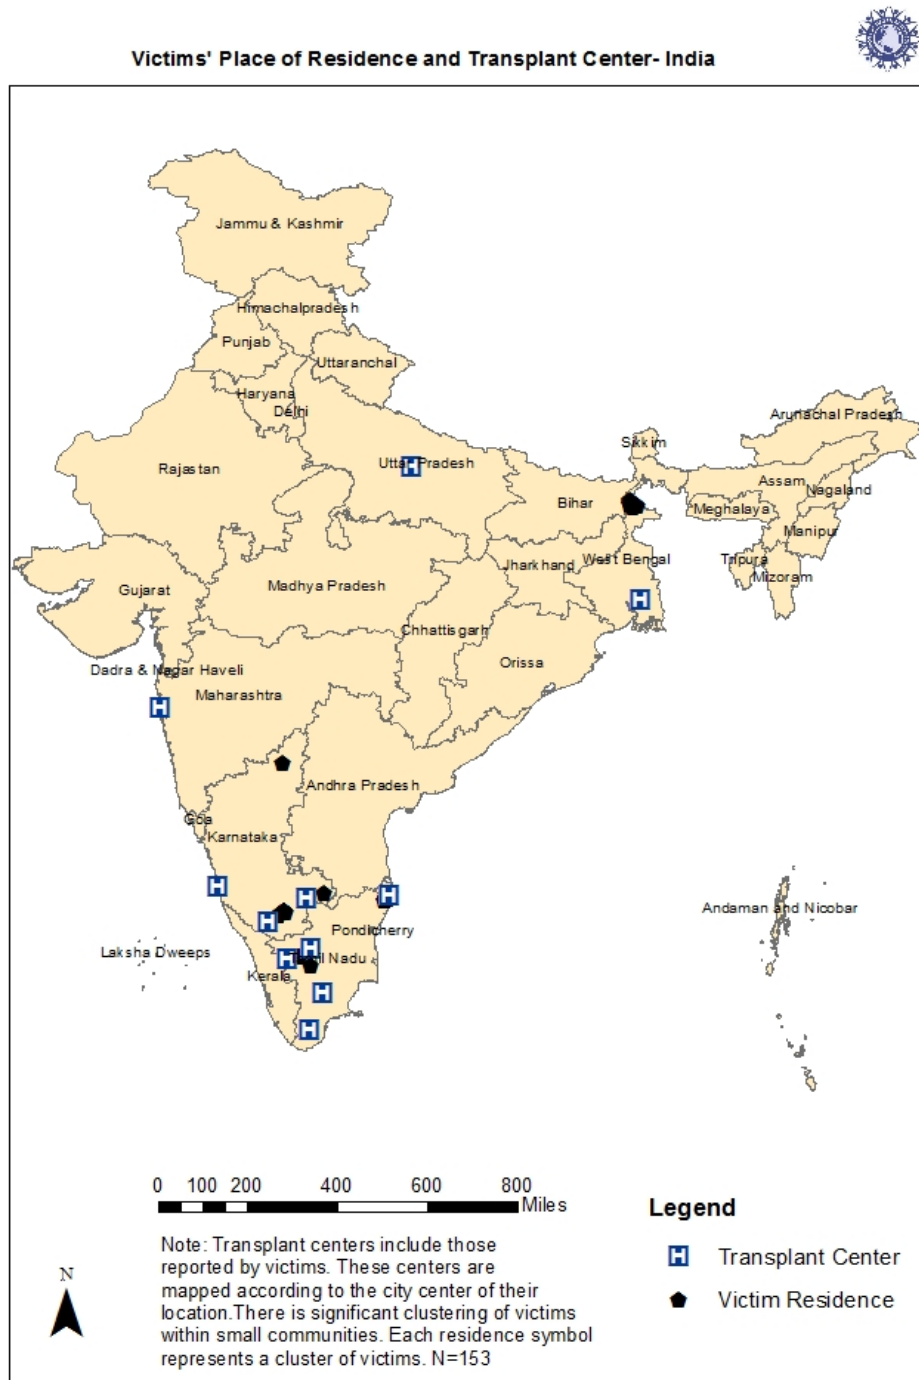 Victims' Place of Residence and Transplant Center- India
Jammu & Kashmir
Himachalpradesh
Punjab
Uttaranchal
Haryana
Delhi
Arunachal Pradesh
Sikkim
Rajastan
Uttar Pradesh
Assam
Nagaland
Bihar
Meghalaya
Manipur
Jharkhand
West Bengal
Tripura
Mizoram
Madhya Pradesh
Gujarat
H
Chhattisgarh
Orissa
Dadra & Nagar Haveli
Maharashtra
H
Andhra Pradesh
Goa
Karnataka
H
H
H
H
Andaman and Nicobar
Pondicherry
Laksha Dweeps
H
H
Tamil Nadu
Kerala
H
H
H
0 100 200 400 600 800
Miles
Legend
H Transplant Center
Victim Residence
N
Note: Transplant centers include those
reported by victims. These centers are
mapped according to the city center of their
location.There is significant clustering of victims
within small communities. Each residence symbol
represents a cluster of victims. N=153